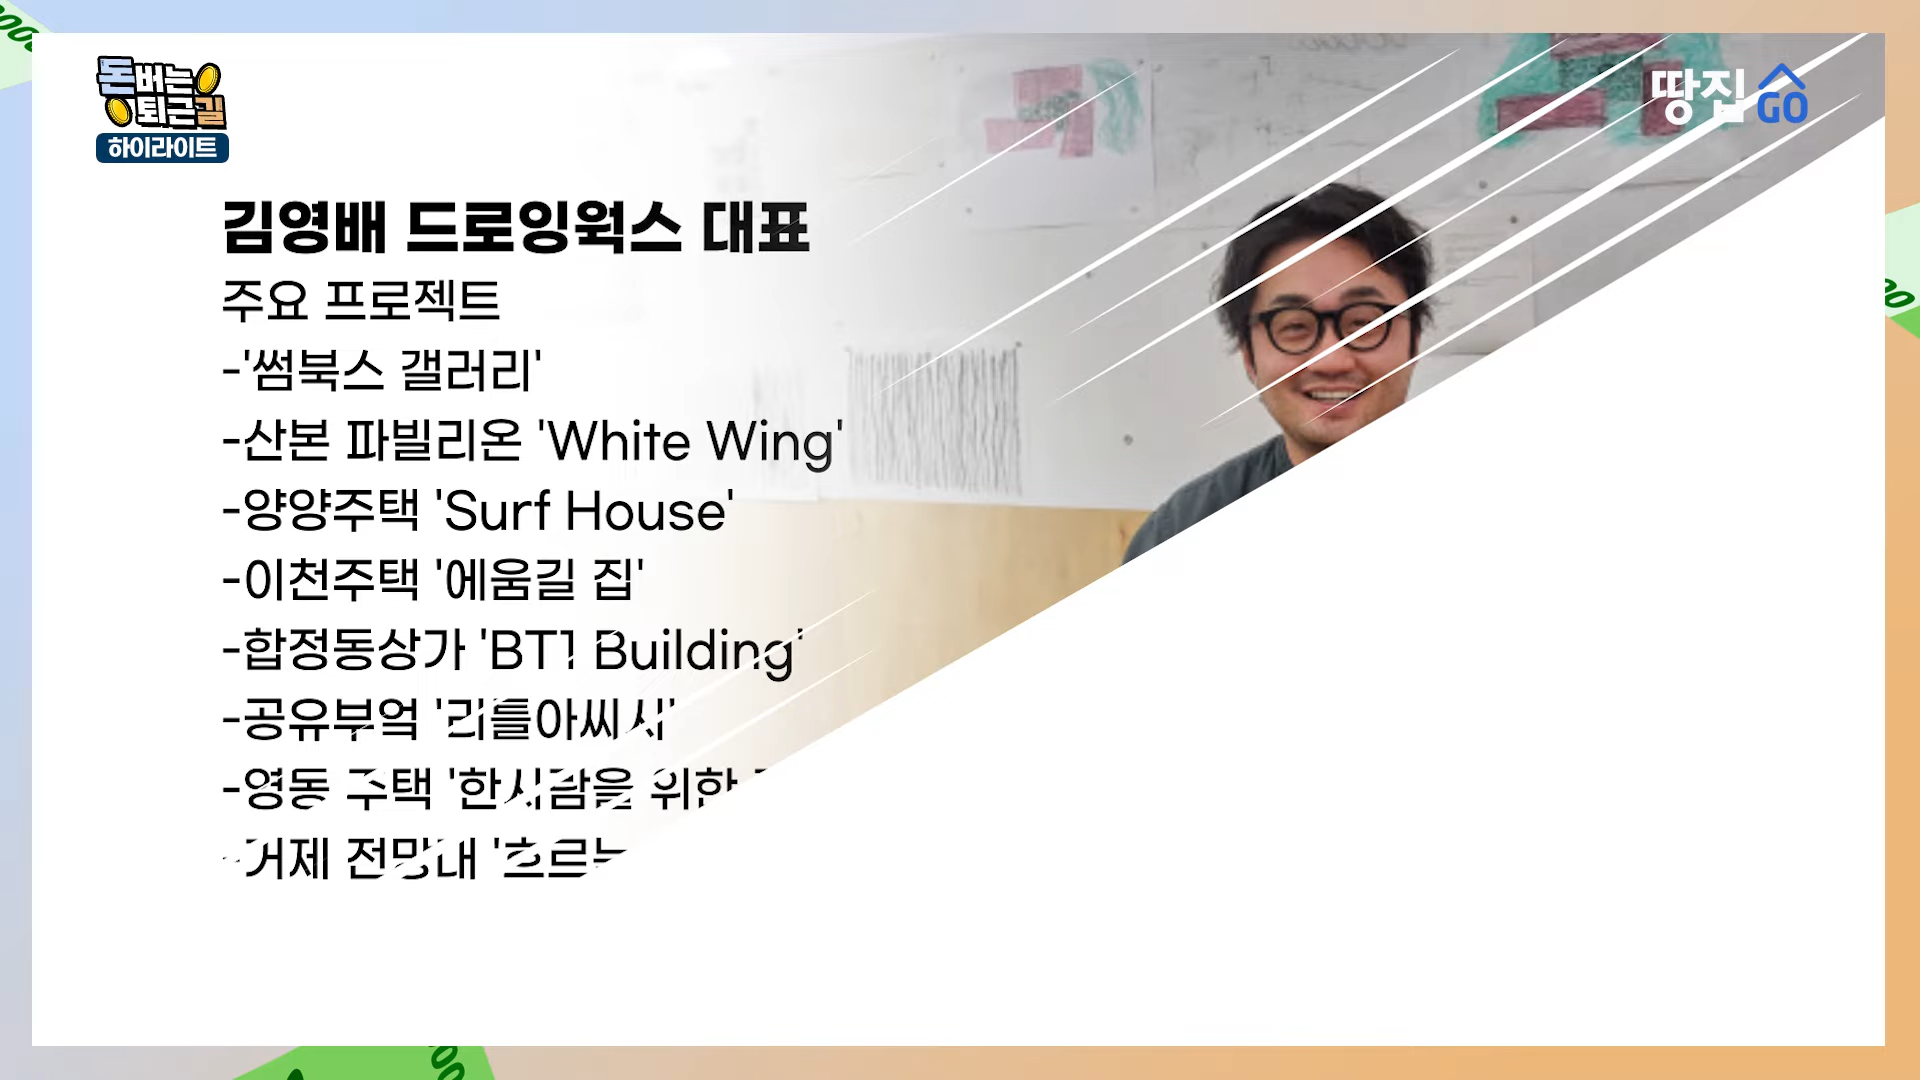 돈버는
퇴근길
하이라이트
땅집GO
김영배 드로잉웍스 대표
주요 프로젝트
-'썸북스 갤러리'
-산본 파빌리온 'White Wing'
-양양주택 'Surf House'
-이천주택 '에움길 집'
-합정동상가 'BT1 Building'
-공유부엌 '리틀아씨시'
-영동 주택 '한사람을 위한
-거제 전망대 '흐르는